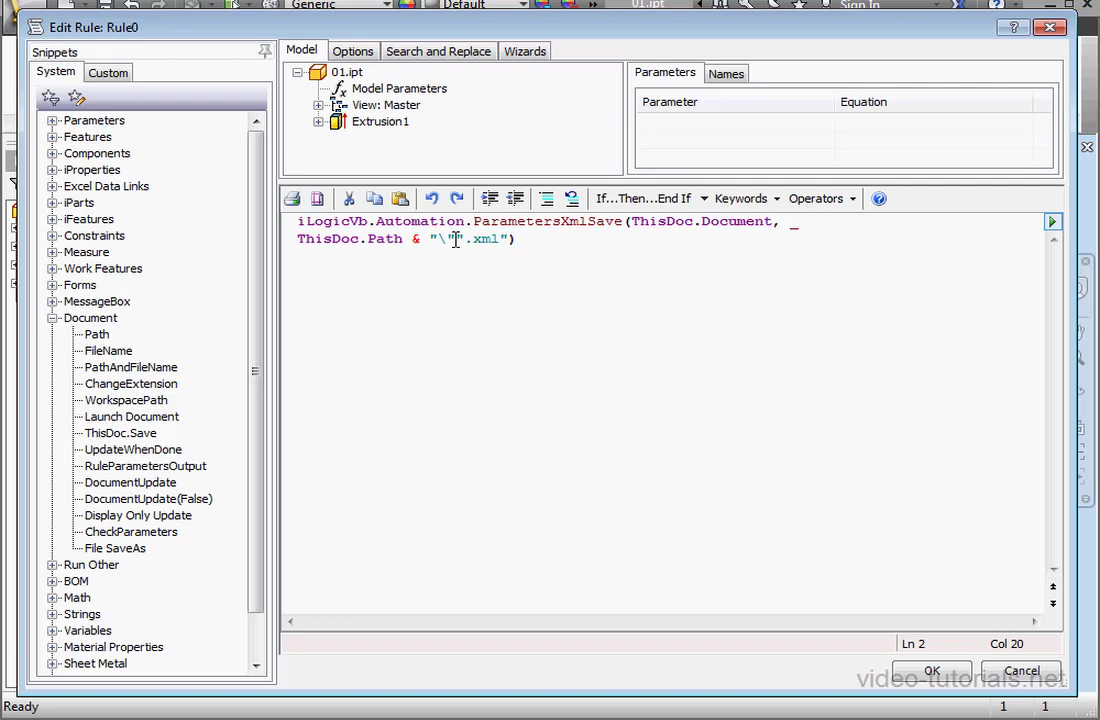 Generic
Default
01.ipt
Sign In
Edit Rule: Rule0
Snippets
System
Custom
Parameters
Features
Components
iProperties
Excel Data Links
iParts
iFeatures
Constraints
Measure
Work Features
Forms
MessageBox
Document
Path
FileName
PathAndFileName
ChangeExtension
WorkspacePath
Launch Document
ThisDoc.Save
UpdateWhenDone
RuleParametersOutput
DocumentUpdate
DocumentUpdate(False)
Display Only Update
CheckParameters
File SaveAs
Run Other
BOM
Math
Strings
Variables
Material Properties
Sheet Metal
Model
Options
Search and Replace
Wizards
01.ipt
Model Parameters
View: Master
Extrusion1
Parameters
Names
Parameter
Equation
If...Then...End If
Keywords
Operators
iLogicVb.Automation.ParametersXmlSave(ThisDoc.Document, _
ThisDoc.Path & "\"".xml")
Ln 2
Col 20
OK
Cancel
video-tutorials.net
Ready
1
1